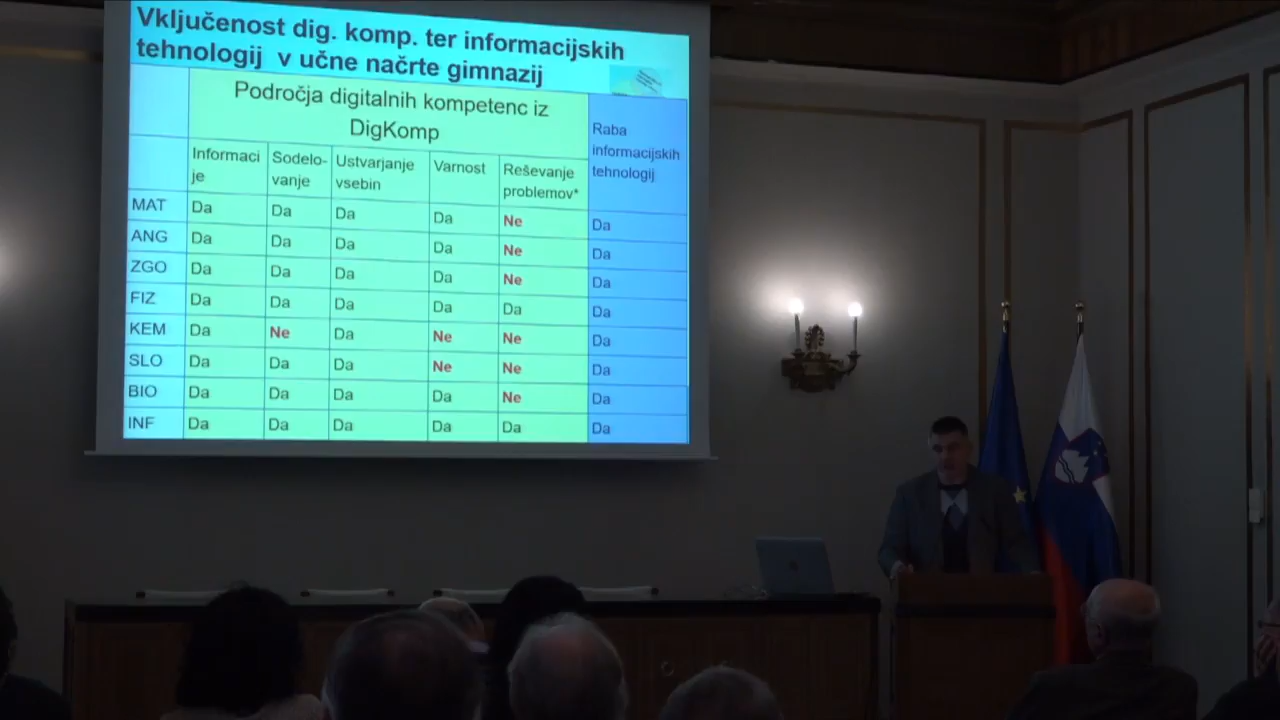 Vključenost dig. komp. ter informacijskih
tehnologij v učne načrte gimnazij
Področja digitalnih kompetenc iz
DigKomp
Raba
informacijskih
tehnologij
Informaci
je
Sodelo-
vanje
Ustvarjanje
vsebin
Varnost
Reševanje
problemov*
MAT Da Da Da Da Ne Da
ANG Da Da Da Da Ne Da
ZGO Da Da Da Da Ne Da
FIZ Da Da Da Da Da Da
KEM Da Ne Da Ne Ne Da
SLO Da Da Da Ne Ne Da
BIO Da Da Da Da Ne Da
INF Da Da Da Da Da Da